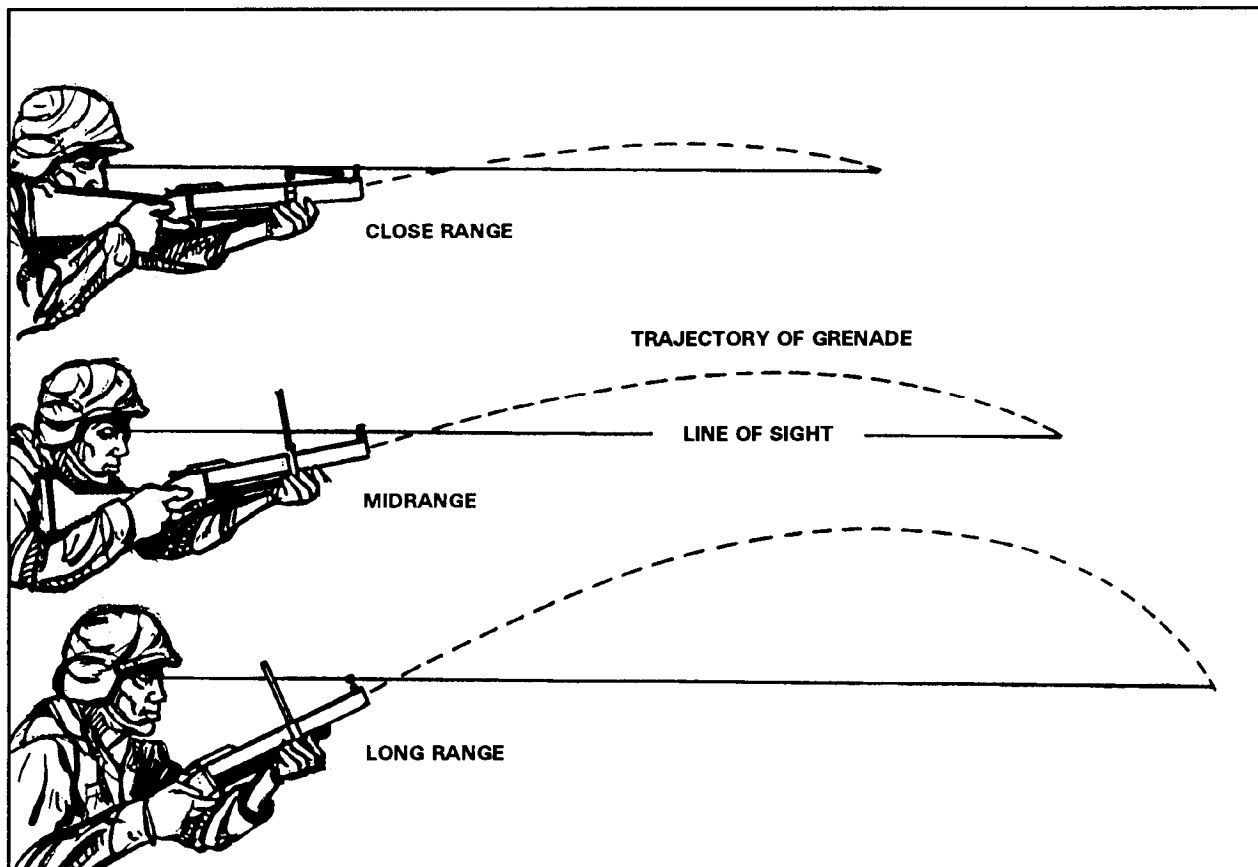 CLOSE RANGE
TRAJECTORY OF GRENADE
LINE OF SIGHT
MIDRANGE
LONG RANGE